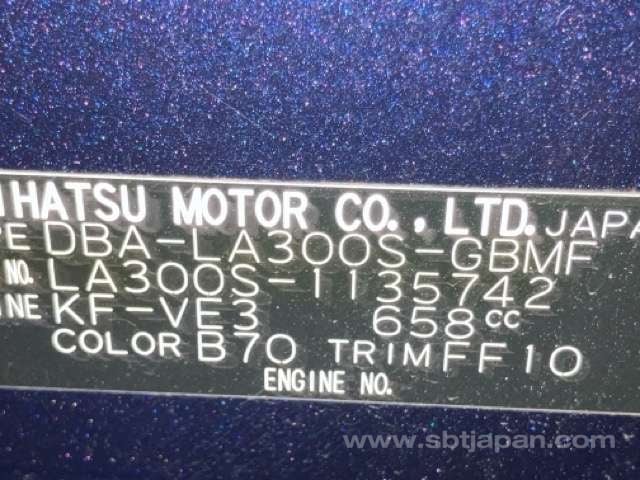 IHATSU MOTOR CO., LTD. JAPA
PE DBA-LA300S-GBMF
NO. LA300S-1135742
INE KF-VE3 658cc
COLOR B70 TRIM FF10
ENGINE NO.
www.sbtjapan.com